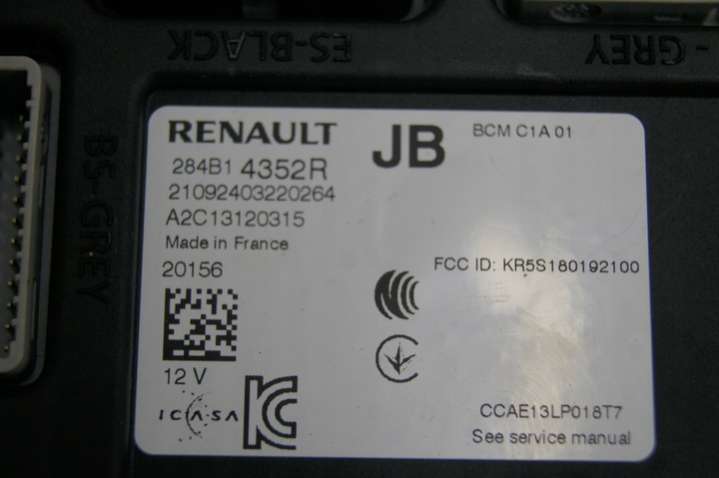 E5-BLACK
- GREY
B5-GREY
RENAULT JB BCM C1A 01
284B1 4352R
21092403220264
A2C13120315
Made in France
20156
FCC ID: KR5S180192100
12 V
ICASA
CCAE13LP018T7
See service manual